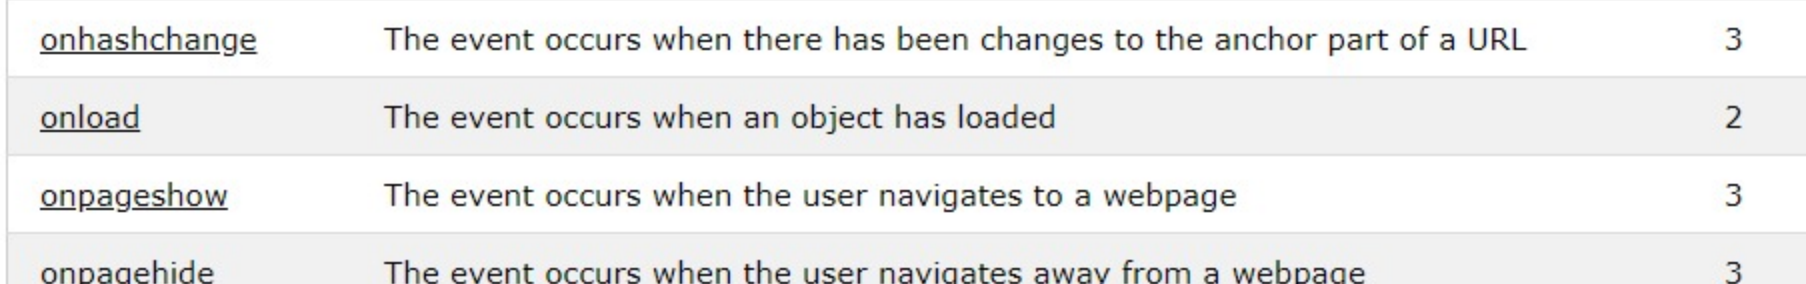 onhashchange The event occurs when there has been changes to the anchor part of a URL 3
onload The event occurs when an object has loaded 2
onpageshow The event occurs when the user navigates to a webpage 3
onpagehide The event occurs when the user navigates away from a webpage 3